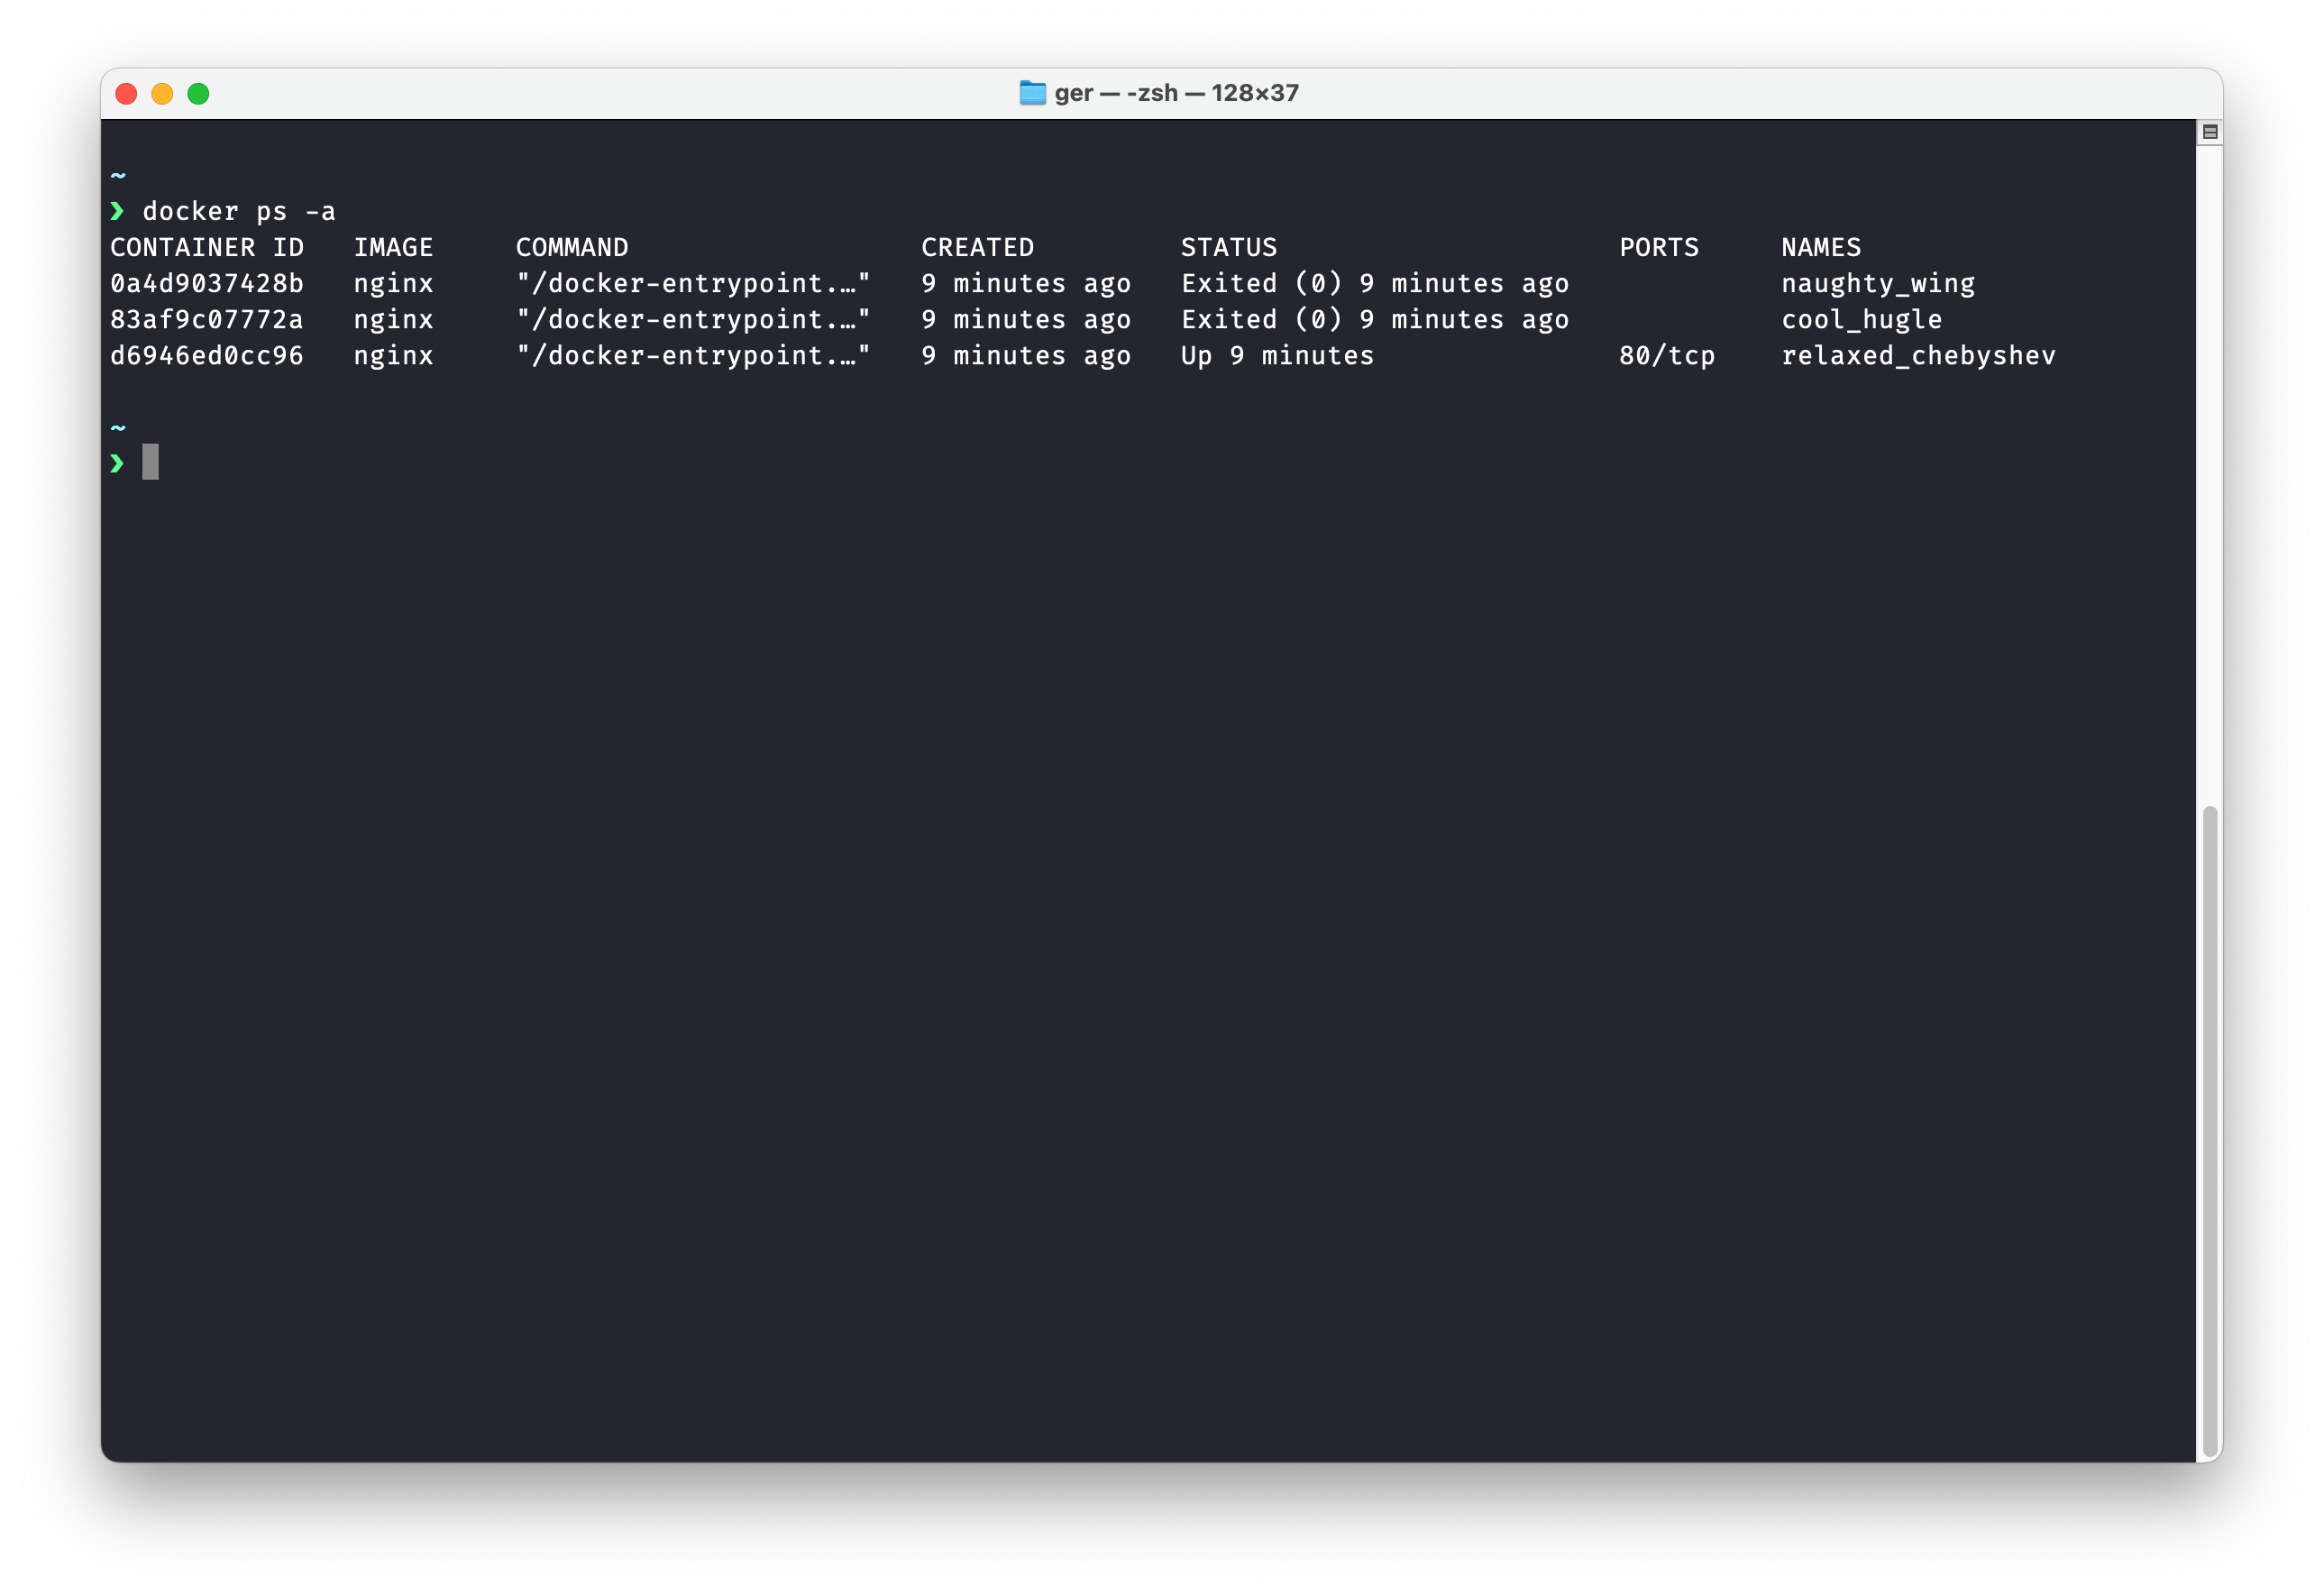 ger — -zsh — 128×37
~
❯ docker ps -a
CONTAINER ID   IMAGE     COMMAND                  CREATED         STATUS                     PORTS     NAMES
0a4d9037428b   nginx     "/docker-entrypoint.…"   9 minutes ago   Exited (0) 9 minutes ago             naughty_wing
83af9c07772a   nginx     "/docker-entrypoint.…"   9 minutes ago   Exited (0) 9 minutes ago             cool_hugle
d6946ed0cc96   nginx     "/docker-entrypoint.…"   9 minutes ago   Up 9 minutes               80/tcp    relaxed_chebyshev
~
❯